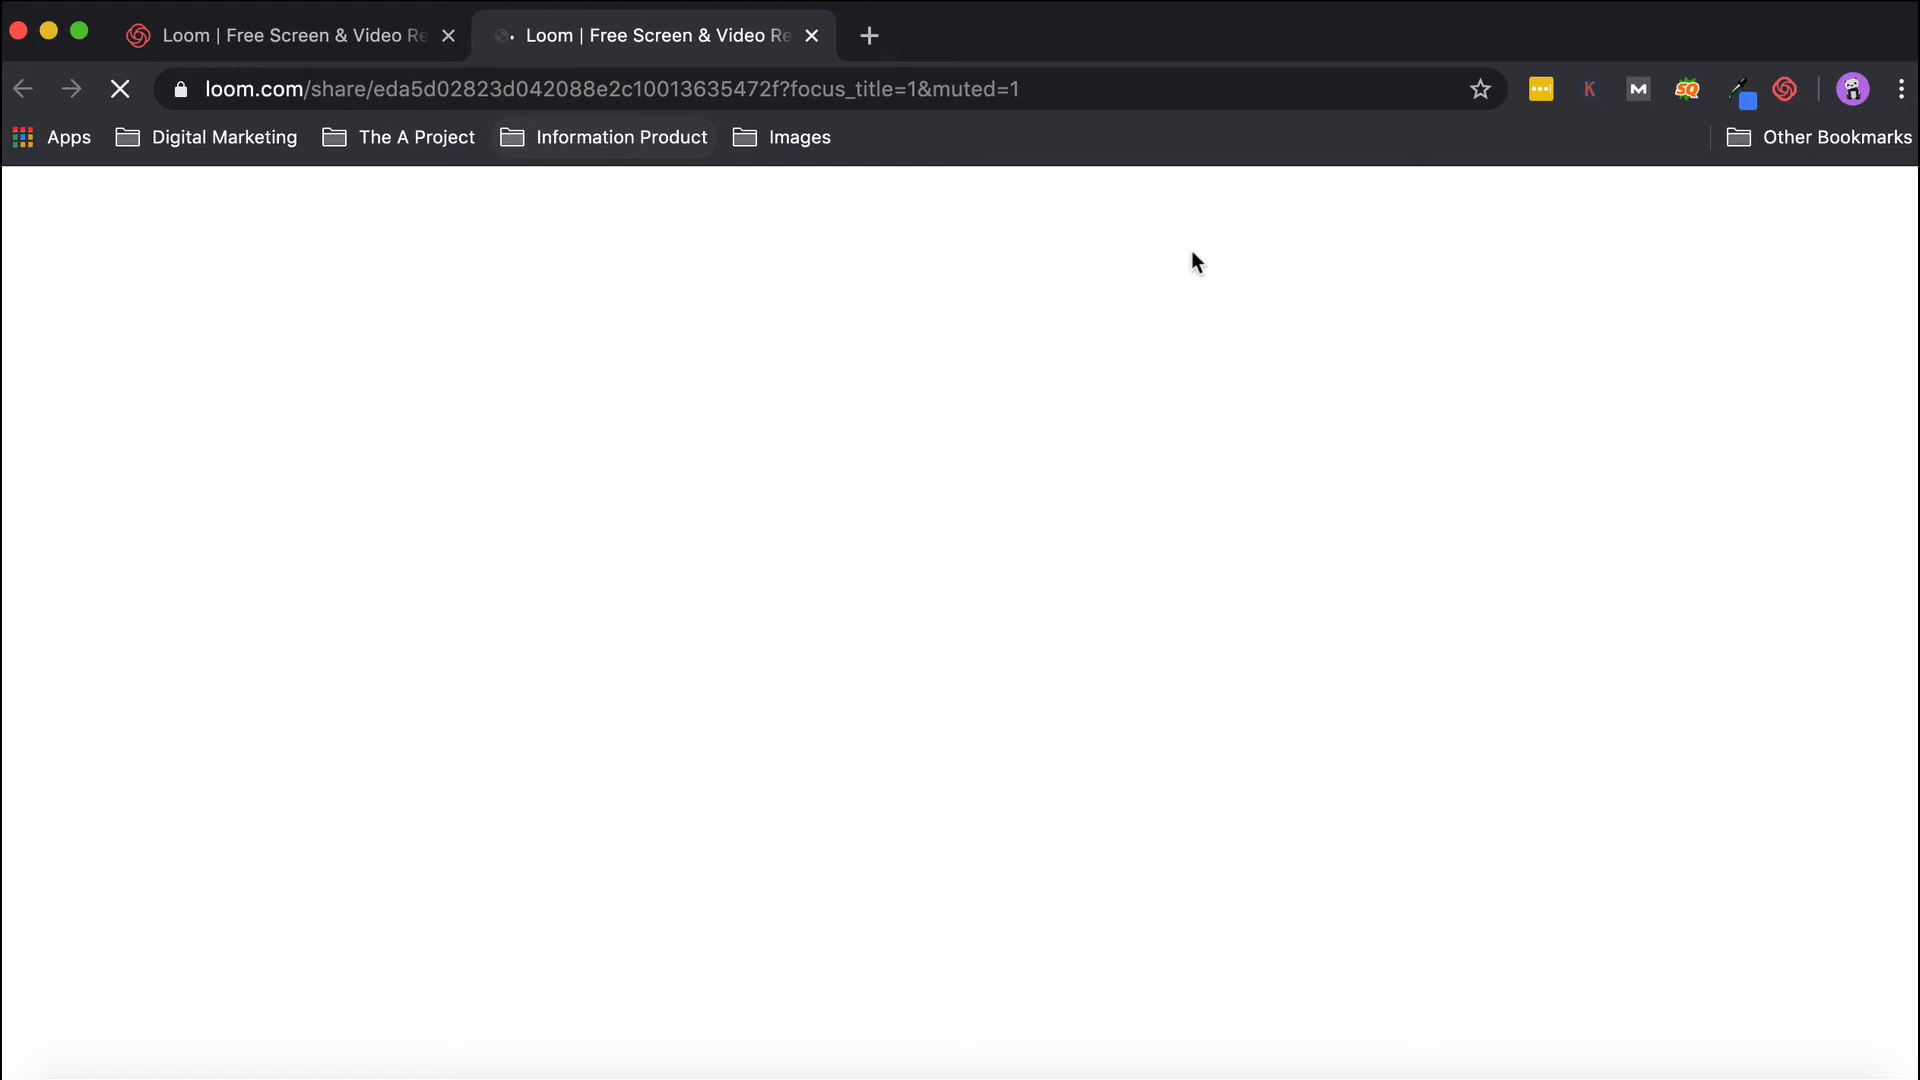 Loom | Free Screen & Video Re
Loom | Free Screen & Video Re
loom.com/share/eda5d02823d042088e2c10013635472f?focus_title=1&muted=1
K
M
SQ
Apps
Digital Marketing
The A Project
Information Product
Images
Other Bookmarks